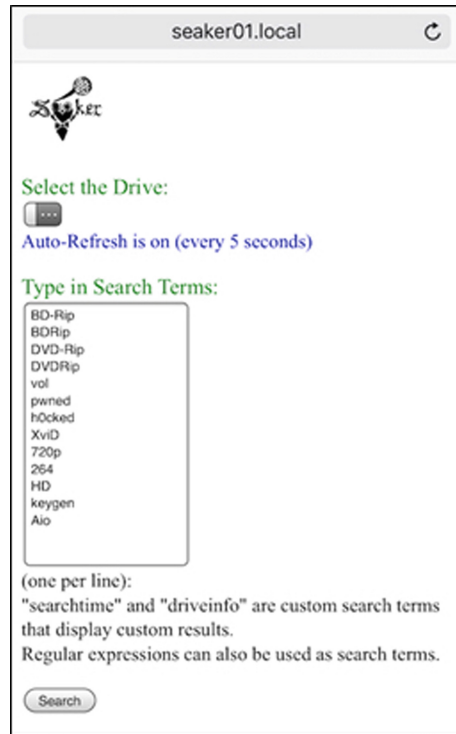 seaker01.local
Seaker
Select the Drive:
...
Auto-Refresh is on (every 5 seconds)
Type in Search Terms:
BD-Rip
BDRip
DVD-Rip
DVDRip
vol
pwned
h0cked
XviD
720p
264
HD
keygen
Aio
(one per line):
"searchtime" and "driveinfo" are custom search terms
that display custom results.
Regular expressions can also be used as search terms.
Search